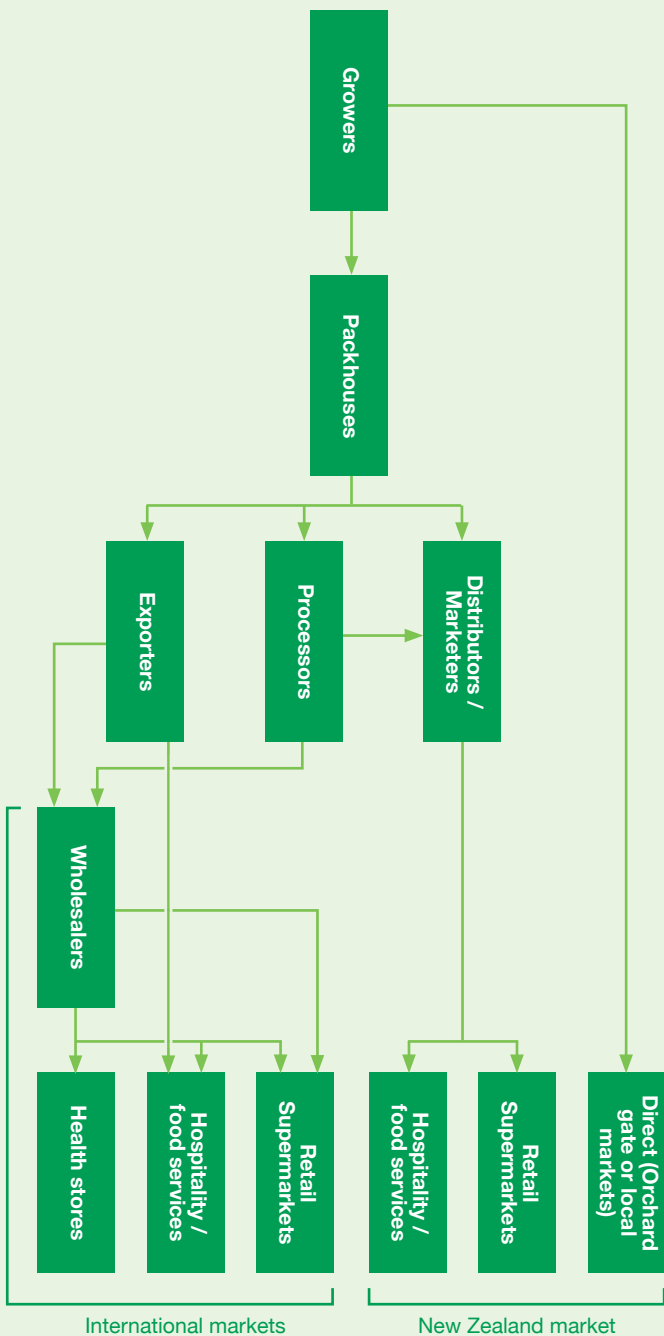 Growers
Packhouses
Exporters
Processors
Distributors /
Marketers
Wholesalers
Health stores
Hospitality /
food services
Retail
Supermarkets
Hospitality /
food services
Retail
Supermarkets
Direct (Orchard
gate or local
markets)
International markets
New Zealand market